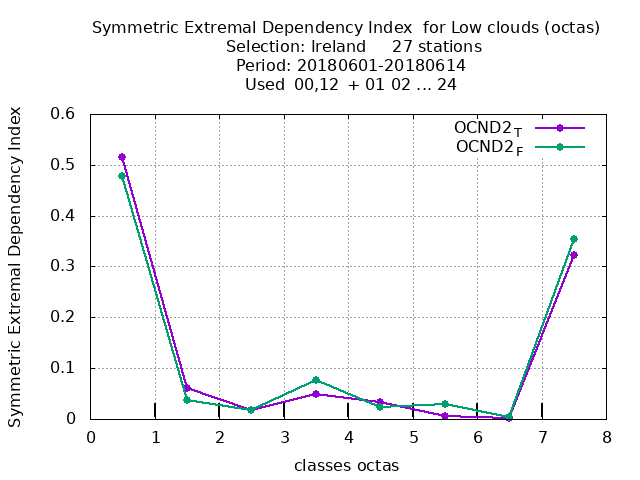 Symmetric Extremal Dependency Index  for Low clouds (octas)
Selection: Ireland     27 stations
Period: 20180601-20180614
Used  00,12  + 01 02 ... 24
OCND2_T
OCND2_F
Symmetric Extremal Dependency Index
0.6
0.5
0.4
0.3
0.2
0.1
0
0 1 2 3 4 5 6 7 8
classes octas